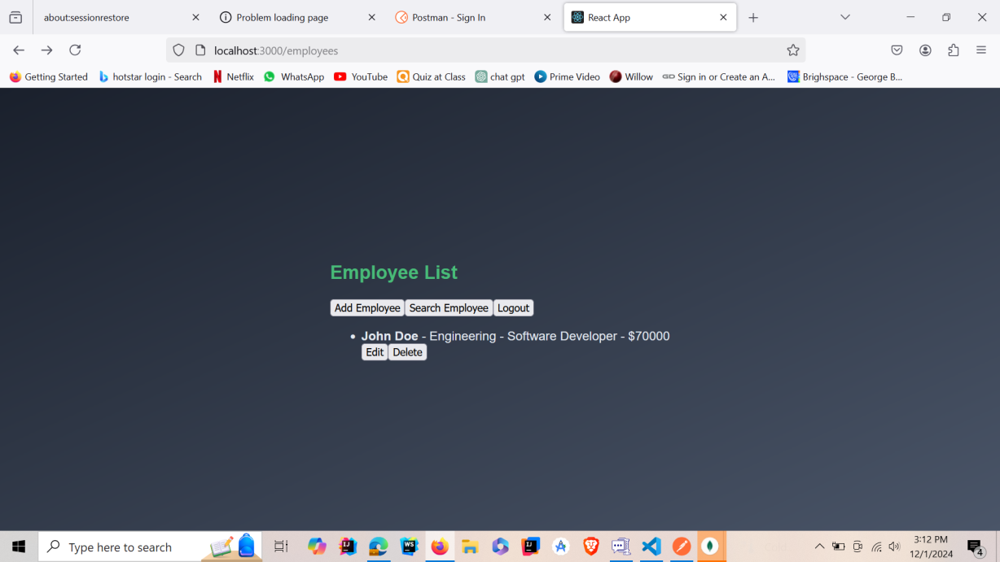 about:sessionrestore
Problem loading page
Postman - Sign In
React App
localhost:3000/employees
Getting Started
hotstar login - Search
Netflix
WhatsApp
YouTube
Quiz at Class
chat gpt
Prime Video
Willow
GD Sign in or Create an A...
Brighspace - George B...
Employee List
Add Employee Search Employee Logout
John Doe - Engineering - Software Developer - $70000
Edit Delete
Type here to search
3:12 PM
12/1/2024
4